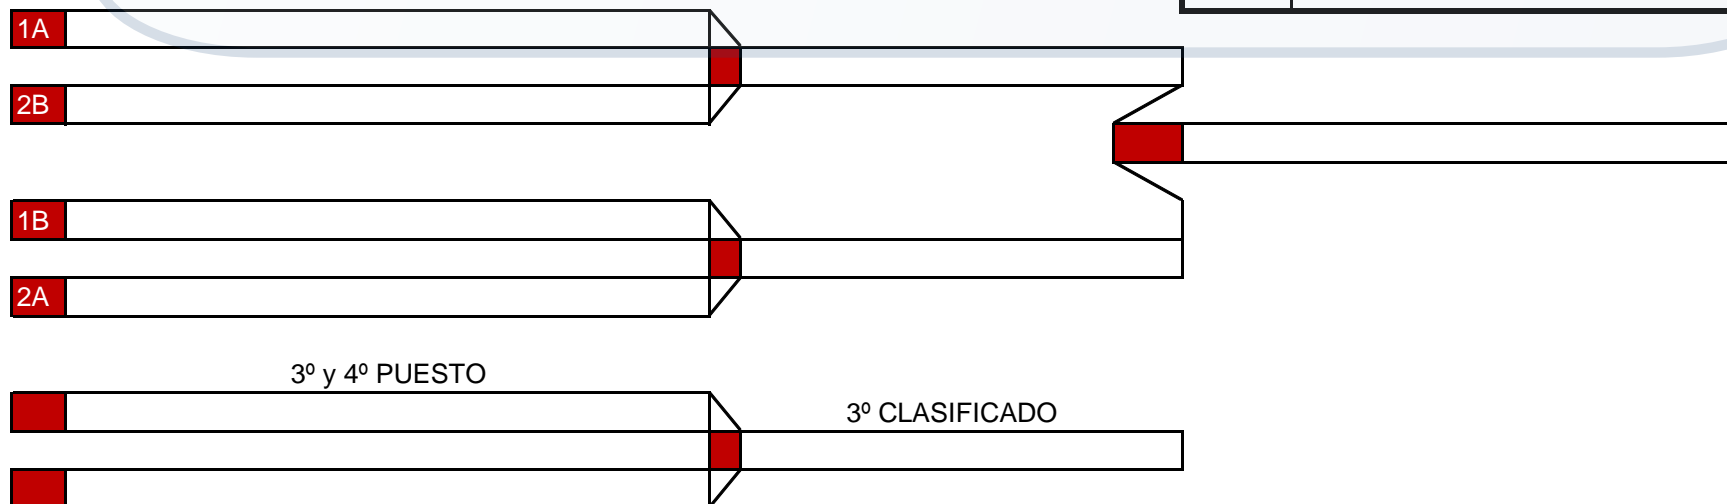 1A
2B
1B
2A
3º y 4º PUESTO
3º CLASIFICADO